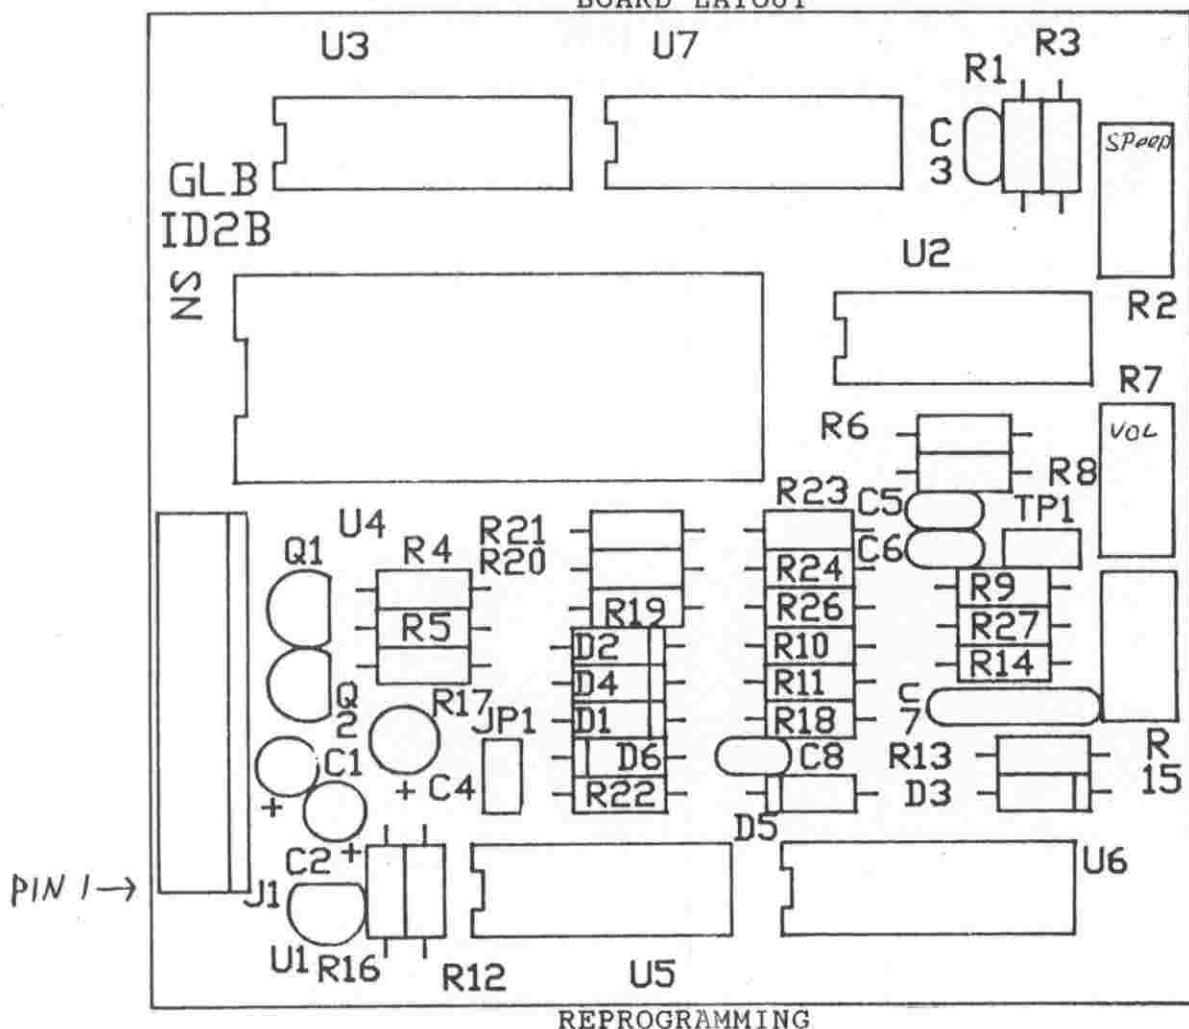 BOARD LAYOUT
U3
U7
R3
R1
C
3
SPeep
GLB
ID2B
U2
SN
R2
R7
VOL
R6
R8
R23
C5
TP1
U4
R21
Q1
R4
R20
C6
R24
R9
R5
R19
R26
R27
D2
R10
R14
D4
R11
Q
2
R17
JP1
D1
R18
C
7
C1
D6
C8
R13
R
15
+
+ C4
R22
D3
D5
C2
+
U6
PIN 1→
J1
U1
R16
R12
U5
REPROGRAMMING